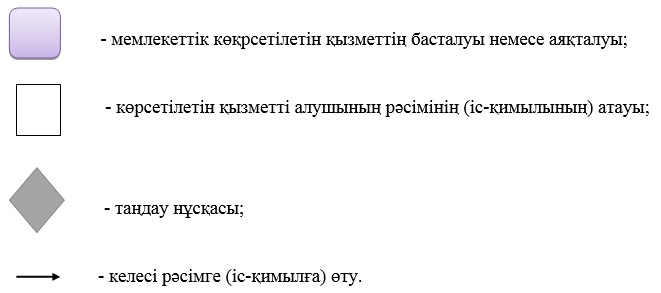 - мемлекеттік көқрсетілетін қызметтің басталуы немесе аяқталуы;
- көрсетілетін қызметті алушының рәсімінің (іс-қимылының) атауы;
- таңдау нұсқасы;
- келесі рәсімге (іс-қимылға) өту.